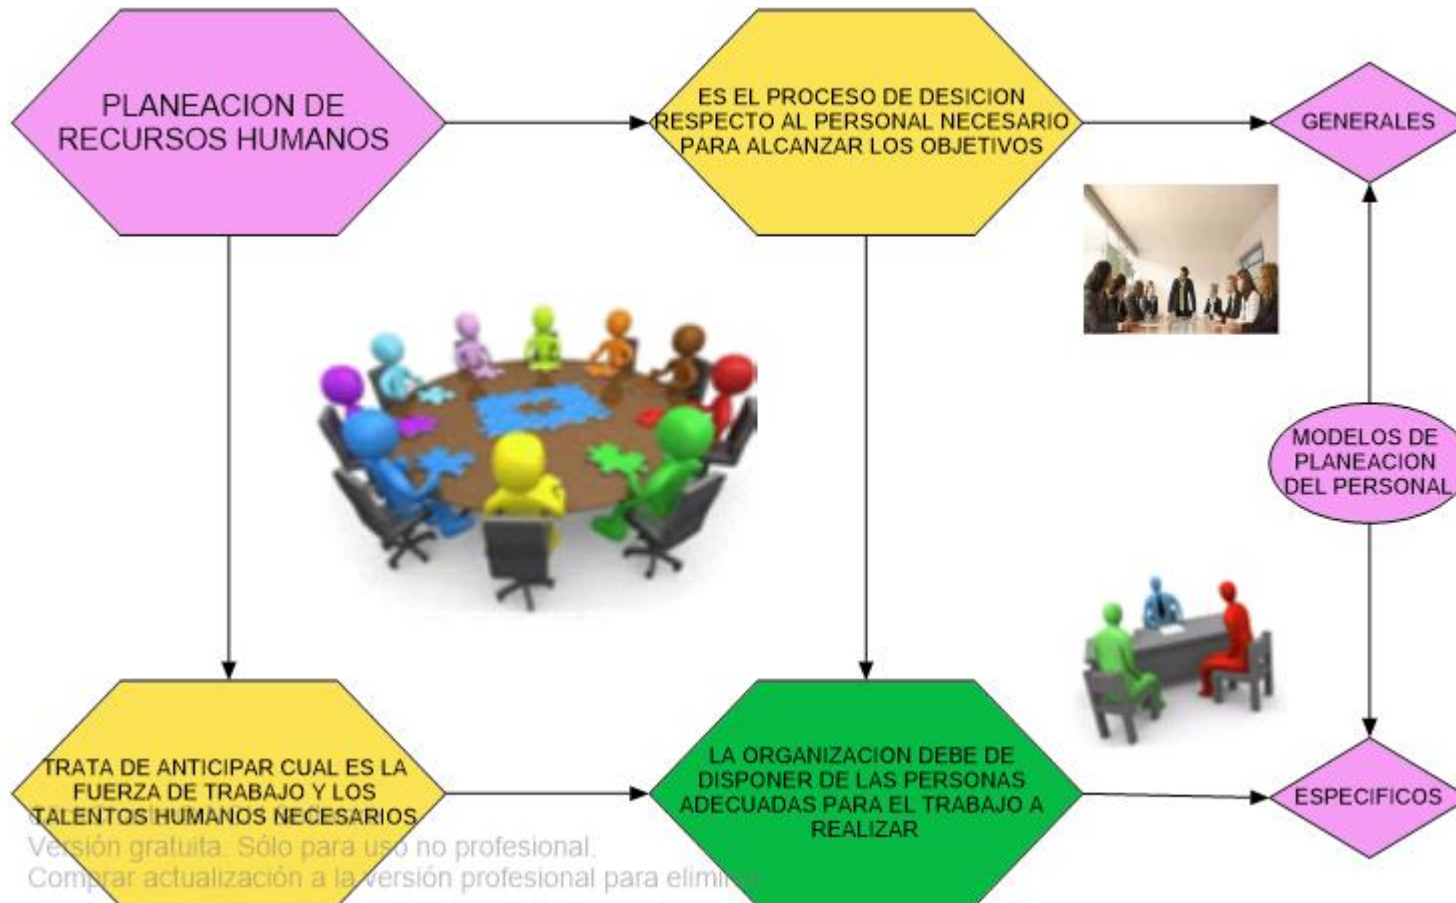 PLANEACION DE
RECURSOS HUMANOS
ES EL PROCESO DE DESICION
RESPECTO AL PERSONAL NECESARIO
PARA ALCANZAR LOS OBJETIVOS
GENERALES
MODELOS DE
PLANEACION
DEL PERSONAL
TRATA DE ANTICIPAR CUAL ES LA
FUERZA DE TRABAJO Y LOS
TALENTOS HUMANOS NECESARIOS
LA ORGANIZACION DEBE DE
DISPONER DE LAS PERSONAS
ADECUADAS PARA EL TRABAJO A
REALIZAR
ESPECIFICOS
Versión gratuita. Sólo para uso no profesional.
Comprar actualización a la versión profesional para